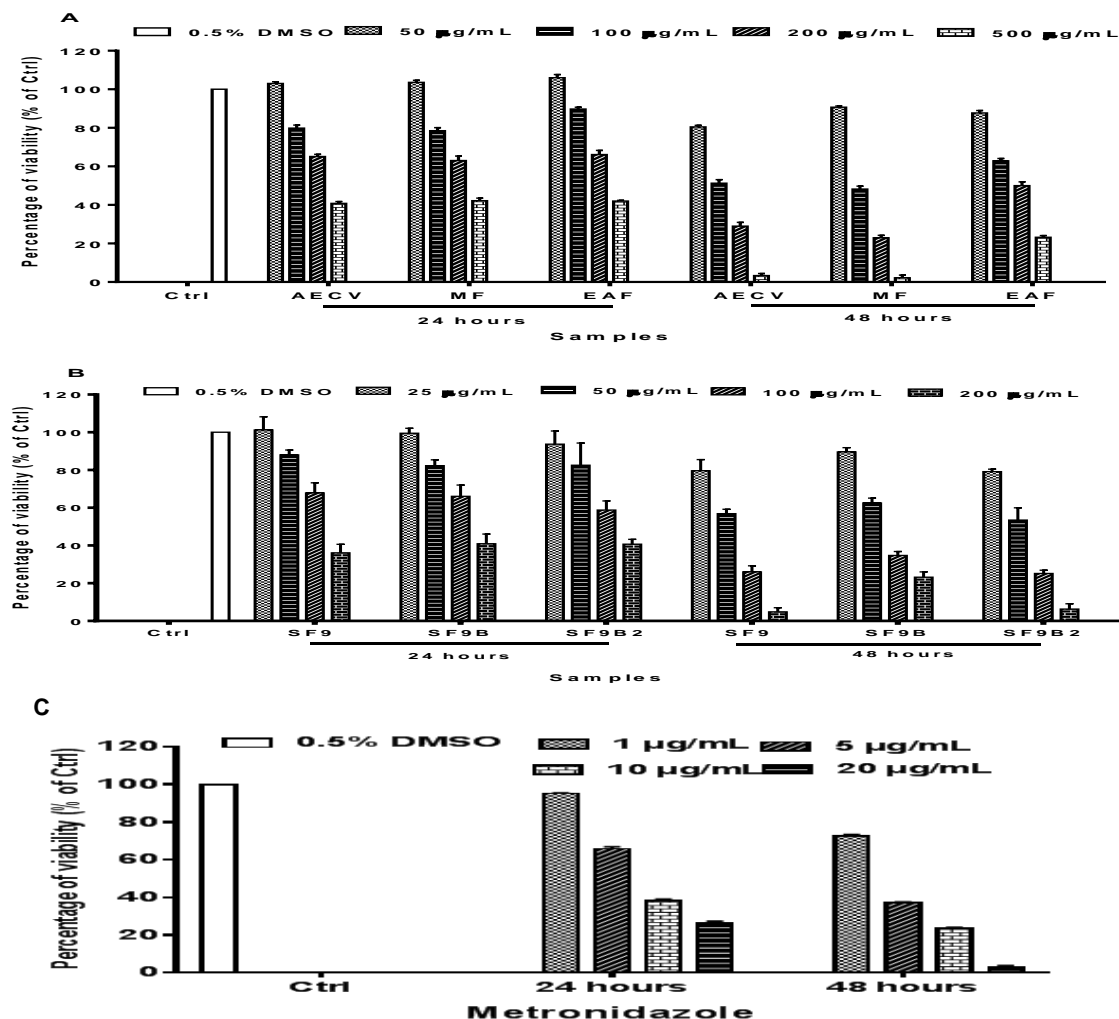 A
0.5% DMSO 50 µg/mL 100 µg/mL 200 µg/mL 500 µg/mL
Percentage of viability (% of Ctrl)
120
100
80
60
40
20
0
Ctrl AECV MF EAF AECV MF EAF
24 hours 48 hours
Samples
B
0.5% DMSO 25 µg/mL 50 µg/mL 100 µg/mL 200 µg/mL
Percentage of viability (% of Ctrl)
120
100
80
60
40
20
0
Ctrl SF9 SF9B SF9B2 SF9 SF9B SF9B2
24 hours 48 hours
Samples
C
0.5% DMSO 1 µg/mL 5 µg/mL
10 µg/mL 20 µg/mL
Percentage of viability (% of Ctrl)
120
100
80
60
40
20
0
Ctrl 24 hours 48 hours
Metronidazole